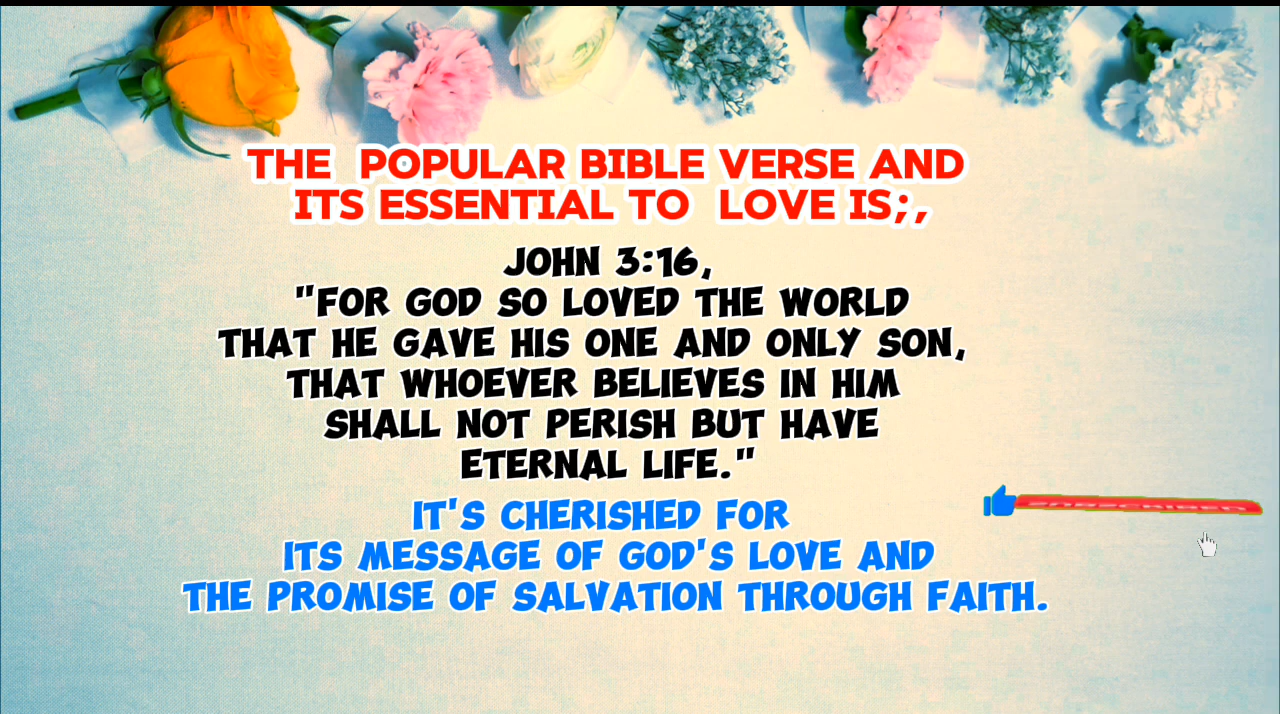 THE POPULAR BIBLE VERSE AND
ITS ESSENTIAL TO LOVE IS;,
JOHN 3:16,
"FOR GOD SO LOVED THE WORLD
THAT HE GAVE HIS ONE AND ONLY SON,
THAT WHOEVER BELIEVES IN HIM
SHALL NOT PERISH BUT HAVE
ETERNAL LIFE."
IT'S CHERISHED FOR
ITS MESSAGE OF GOD'S LOVE AND
THE PROMISE OF SALVATION THROUGH FAITH.